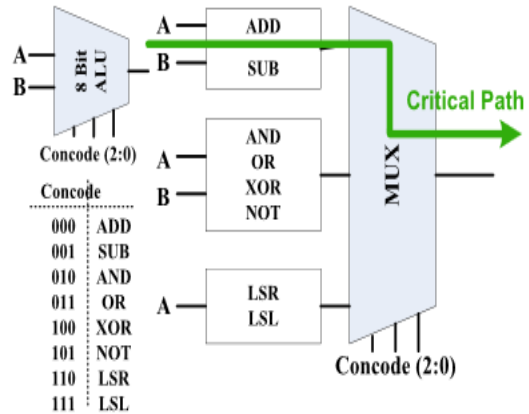 A
B
8 Bit
ALU
Concode (2:0)
Concode
000 ADD
001 SUB
010 AND
011 OR
100 XOR
101 NOT
110 LSR
111 LSL
A
B
ADD
SUB
A
B
AND
OR
XOR
NOT
A
LSR
LSL
MUX
Critical Path
Concode (2:0)